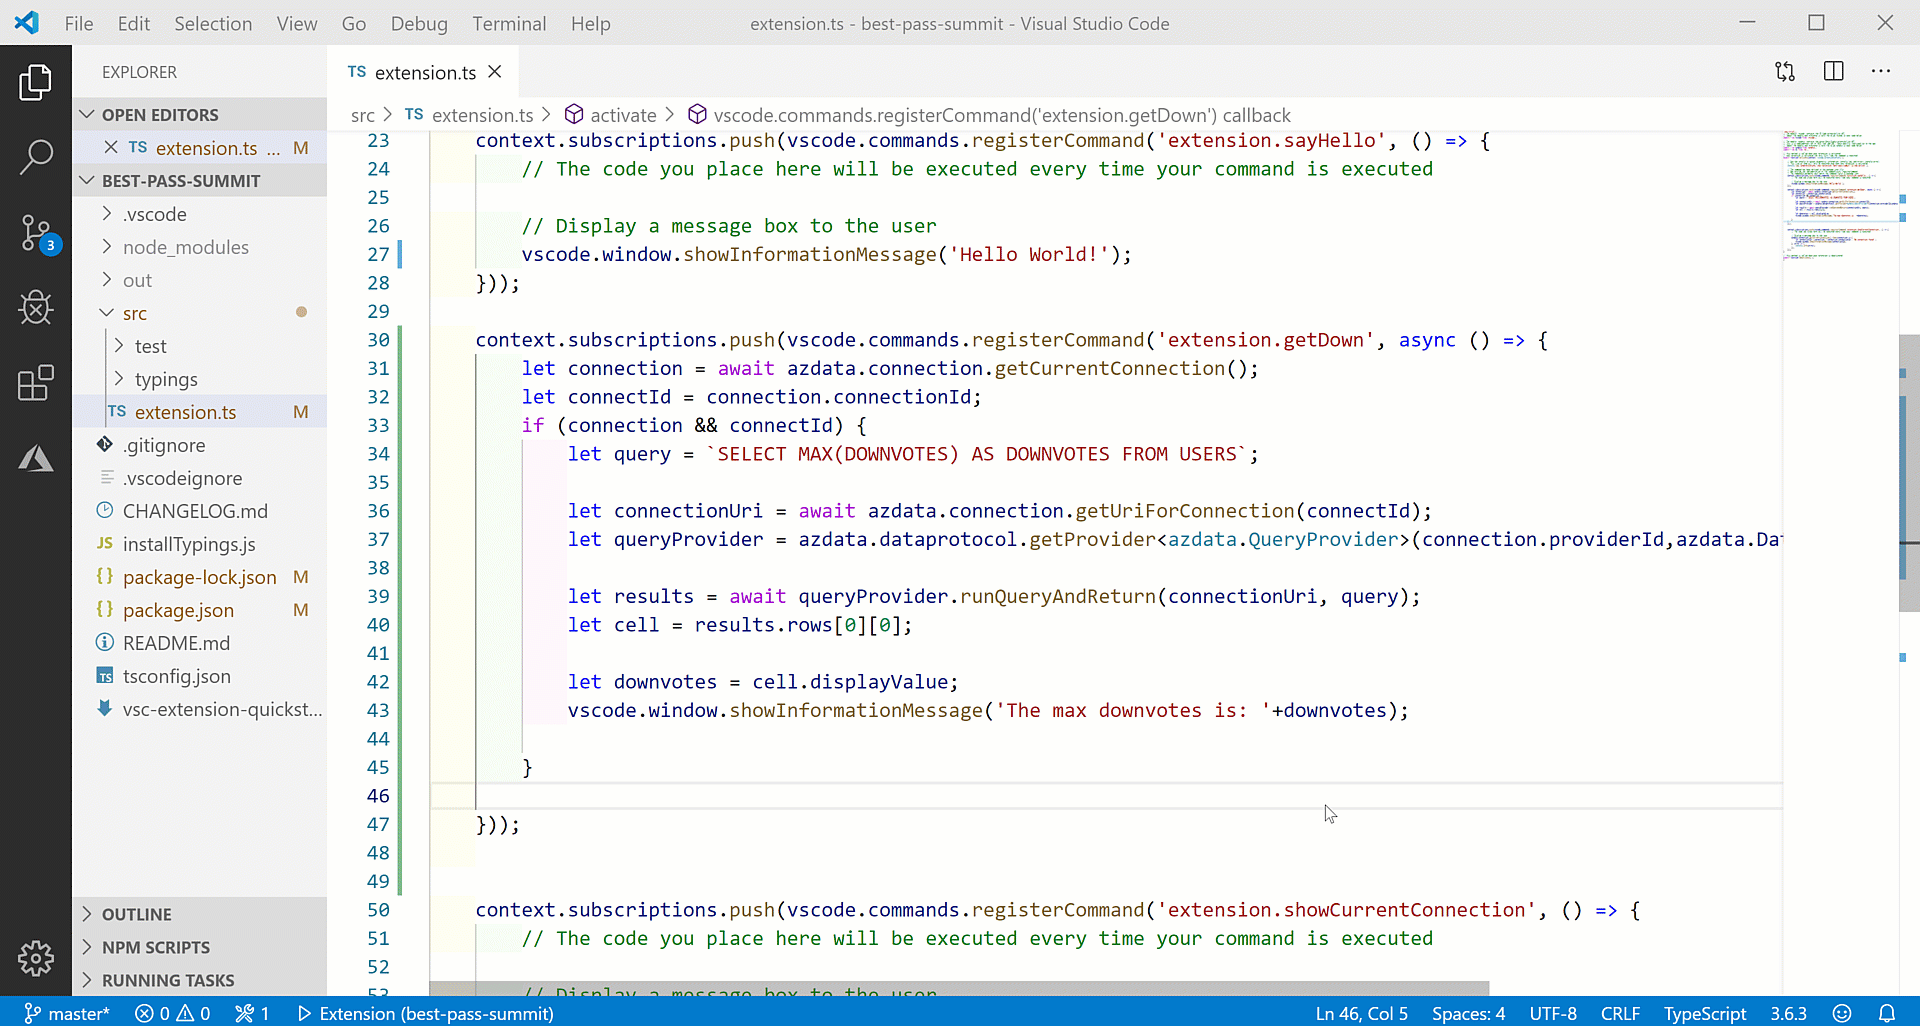 File Edit Selection View Go Debug Terminal Help
extension.ts - best-pass-summit - Visual Studio Code
EXPLORER
OPEN EDITORS
TS extension.ts ... M
BEST-PASS-SUMMIT
.vscode
node_modules
out
src
test
typings
TS extension.ts M
.gitignore
.vscodeignore
CHANGELOG.md
JS installTypings.js
{} package-lock.json M
{} package.json M
README.md
TS tsconfig.json
vsc-extension-quickst...
OUTLINE
NPM SCRIPTS
RUNNING TASKS
3
TS extension.ts
src > TS extension.ts > activate > vscode.commands.registerCommand('extension.getDown') callback
23 context.subscriptions.push(vscode.commands.registerCommand('extension.sayHello', () => {
24 // The code you place here will be executed every time your command is executed
25
26 // Display a message box to the user
27 vscode.window.showInformationMessage('Hello World!');
28 }));
29
30 context.subscriptions.push(vscode.commands.registerCommand('extension.getDown', async () => {
31 let connection = await azdata.connection.getCurrentConnection();
32 let connectId = connection.connectionId;
33 if (connection && connectId) {
34 let query = `SELECT MAX(DOWNVOTES) AS DOWNVOTES FROM USERS`;
35
36 let connectionUri = await azdata.connection.getUriForConnection(connectId);
37 let queryProvider = azdata.dataprotocol.getProvider<azdata.QueryProvider>(connection.providerId,azdata.Dat
38
39 let results = await queryProvider.runQueryAndReturn(connectionUri, query);
40 let cell = results.rows[0][0];
41
42 let downvotes = cell.displayValue;
43 vscode.window.showInformationMessage('The max downvotes is: '+downvotes);
44
45 }
46
47 }));
48
49
50 context.subscriptions.push(vscode.commands.registerCommand('extension.showCurrentConnection', () => {
51 // The code you place here will be executed every time your command is executed
52
53 // Display a message box to the user
master* 0 0 1 Extension (best-pass-summit) Ln 46, Col 5 Spaces: 4 UTF-8 CRLF TypeScript 3.6.3